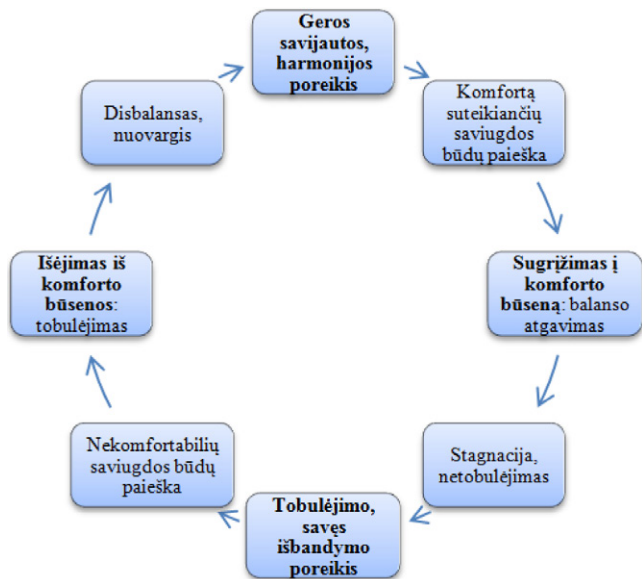 Geros
savijautos,
harmonijos
poreikis
Komfortą
suteikiančių
saviugdos
būdų paieška
Sugrįžimas į
komforto
būseną: balanso
atgavimas
Stagnacija,
netobulėjimas
Tobulėjimo,
savęs
išbandymo
poreikis
Nekomfortabilių
saviugdos būdų
paieška
Išėjimas iš
komforto
būsenos:
tobulėjimas
Disbalansas,
nuovargis